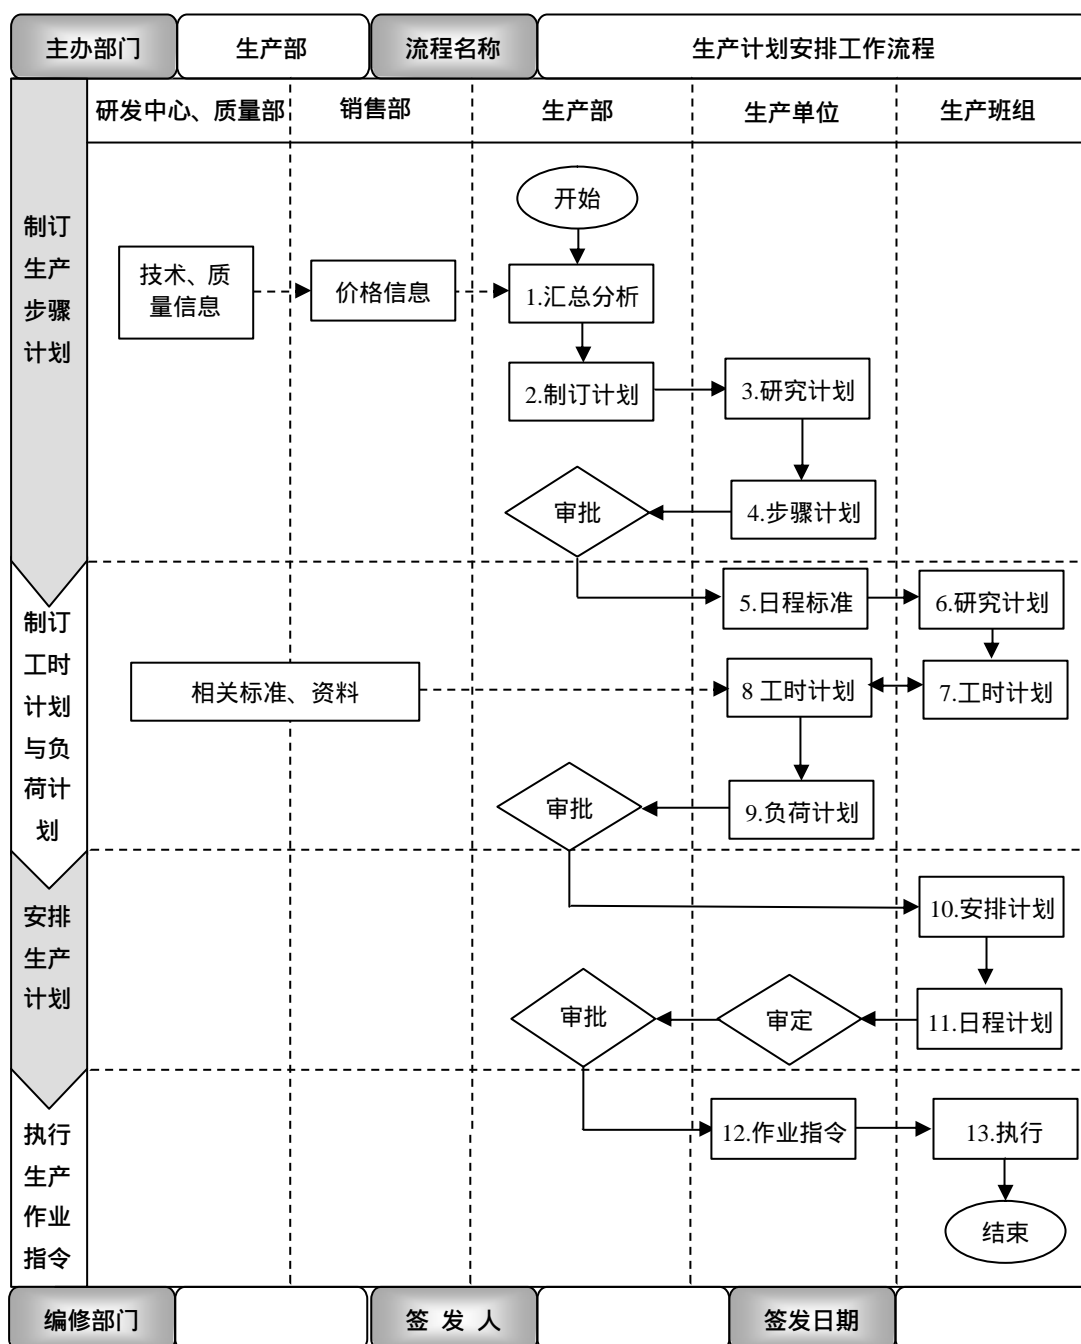 主办部门
生产部
流程名称
生产计划安排工作流程
研发中心、质量部
销售部
生产部
生产单位
生产班组
制订
生产
步骤
计划
开始
技术、质
量信息
价格信息
1.汇总分析
2.制订计划
3.研究计划
审批
4.步骤计划
制订
工时
计划
与负
荷计
划
5.日程标准
6.研究计划
相关标准、资料
8 工时计划
7.工时计划
审批
9.负荷计划
安排
生产
计划
10.安排计划
审批
审定
11.日程计划
执行
生产
作业
指令
12.作业指令
13.执行
结束
编修部门
签 发 人
签发日期